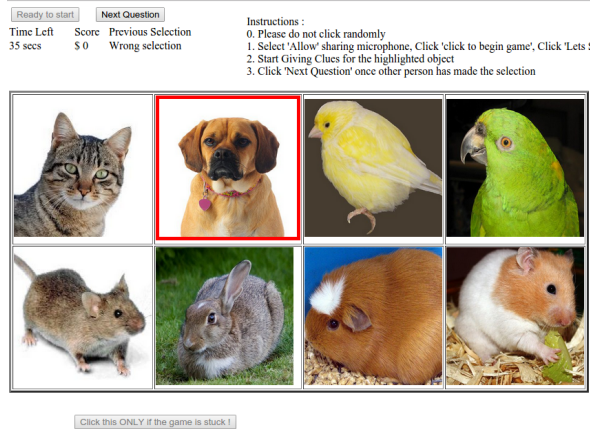 Ready to start Next Question
Time Left Score Previous Selection
35 secs $ 0 Wrong selection
Instructions :
0. Please do not click randomly
1. Select 'Allow' sharing microphone, Click 'click to begin game', Click 'Lets
2. Start Giving Clues for the highlighted object
3. Click 'Next Question' once other person has made the selection
Click this ONLY if the game is stuck !